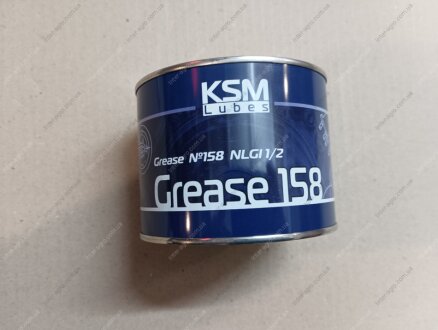 KSM
Lubes
Grease №158 NLGI 1/2
Grease 158